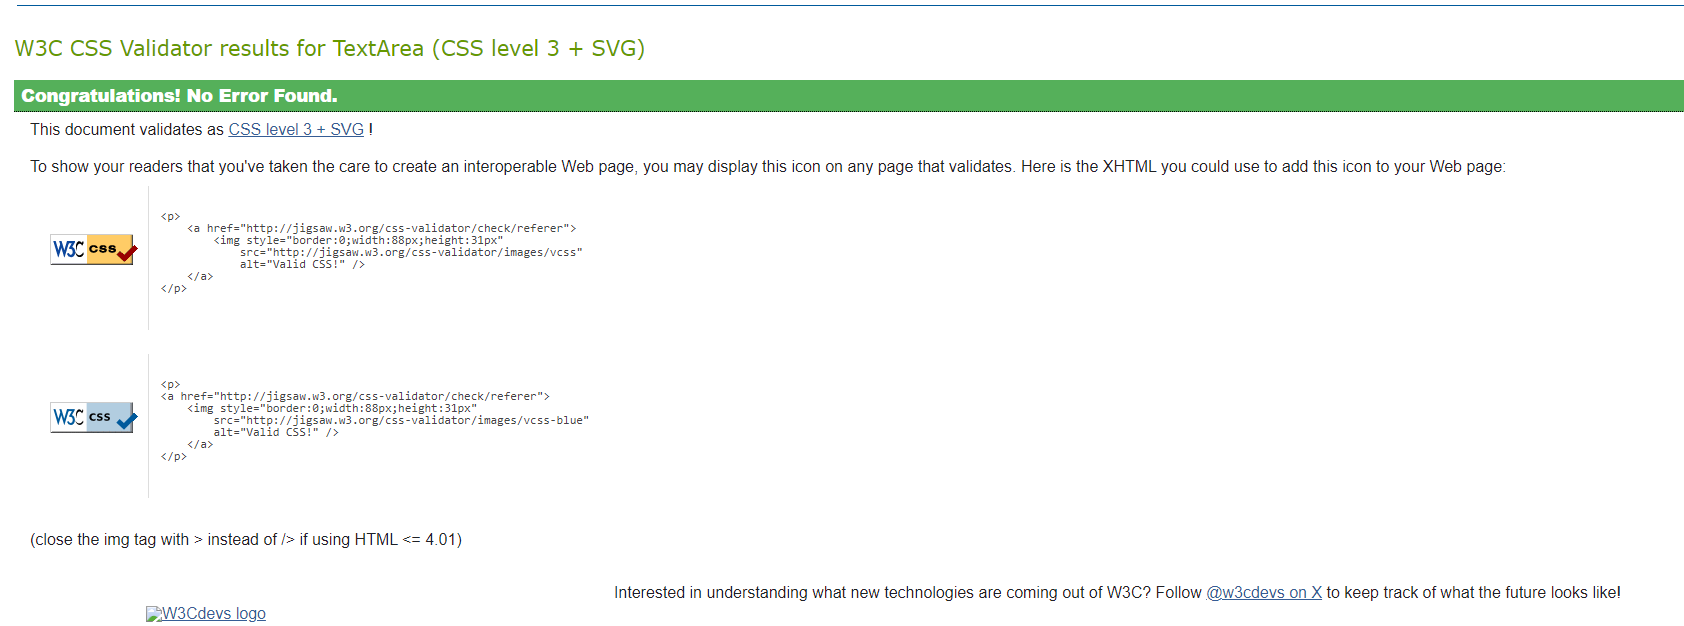 W3C CSS Validator results for TextArea (CSS level 3 + SVG)
Congratulations! No Error Found.
This document validates as CSS level 3 + SVG !
To show your readers that you've taken the care to create an interoperable Web page, you may display this icon on any page that validates. Here is the XHTML you could use to add this icon to your Web page:
W3C css
<p>
<a href="http://jigsaw.w3.org/css-validator/check/referer">
<img style="border:0;width:88px;height:31px"
src="http://jigsaw.w3.org/css-validator/images/vcss"
alt="Valid CSS!" />
</a>
</p>
W3C css
<p>
<a href="http://jigsaw.w3.org/css-validator/check/referer">
<img style="border:0;width:88px;height:31px"
src="http://jigsaw.w3.org/css-validator/images/vcss-blue"
alt="Valid CSS!" />
</a>
</p>
(close the img tag with > instead of /> if using HTML <= 4.01)
Interested in understanding what new technologies are coming out of W3C? Follow @w3cdevs on X to keep track of what the future looks like!
W3Cdevs logo